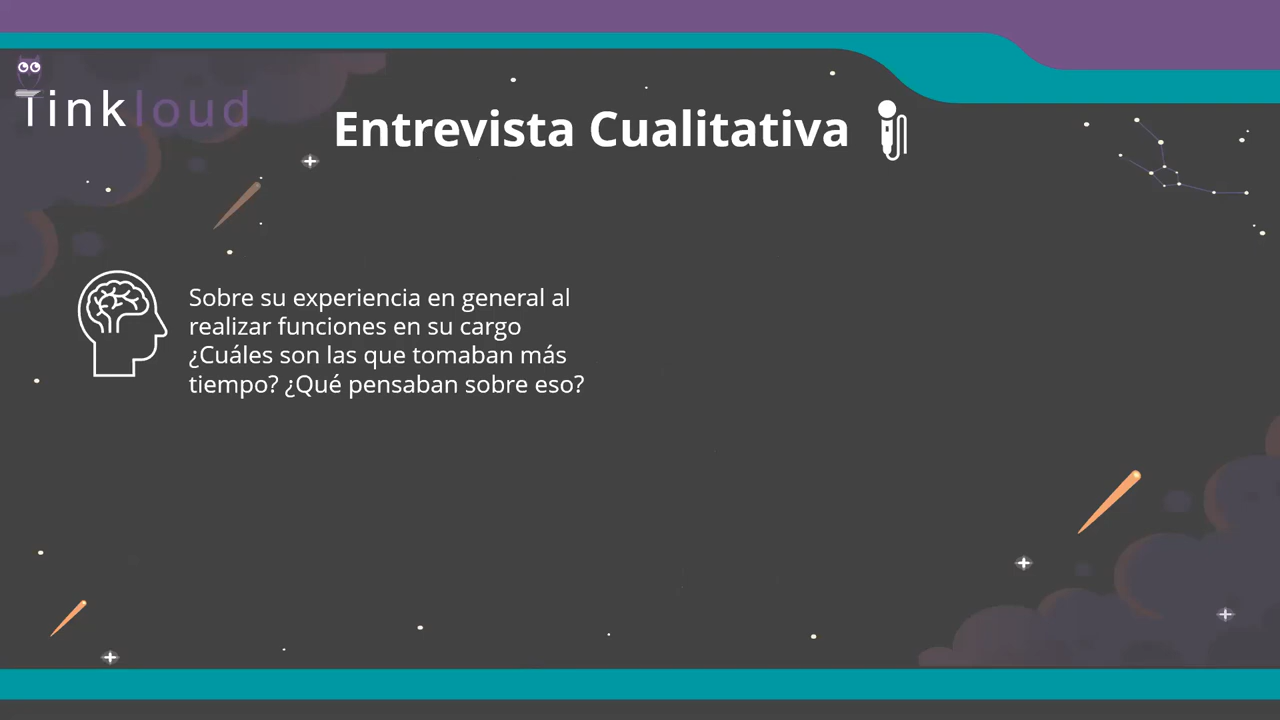 Tinkloud
Entrevista Cualitativa
Sobre su experiencia en general al
realizar funciones en su cargo
¿Cuáles son las que tomaban más
tiempo? ¿Qué pensaban sobre eso?